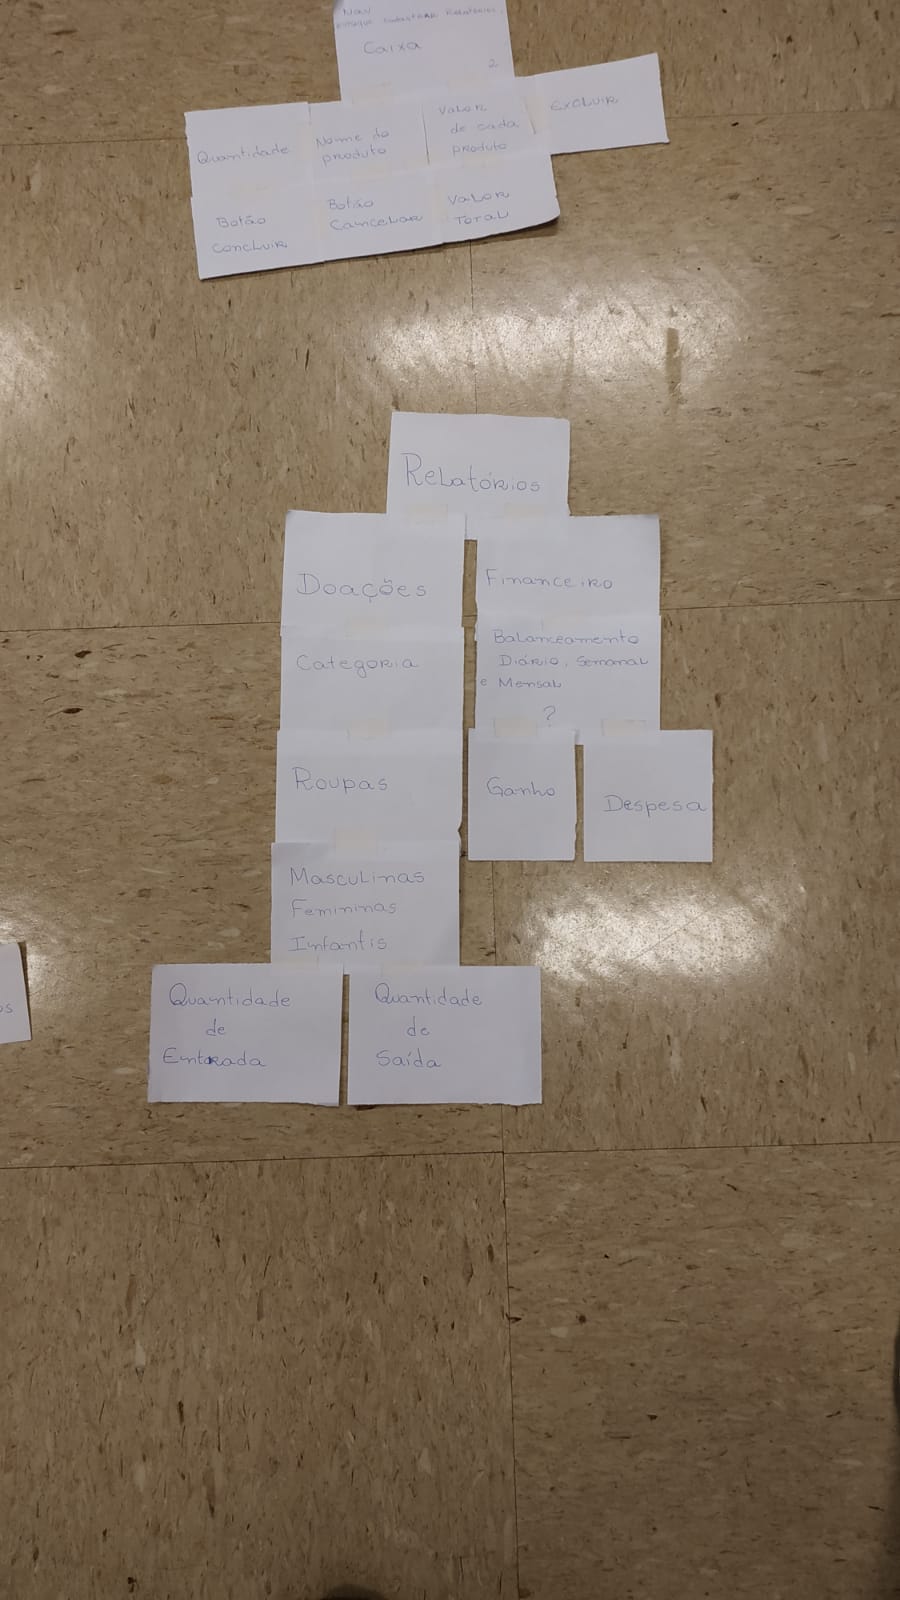 Nav
Estoque Cadastrar Relatórios.
Caixa
2
Quantidade
Nome do
produto
Valor
de cada
produto
Excluir
Botão
Concluir
Botão
Cancelar
Valor
Total
Relatórios
Doações
Categoria
Roupas
Masculinas
Femininas
Infantis
Quantidade
de
Entrada
Quantidade
de
Saída
Financeiro
Balanceamento
Diário, Semanal
e Mensal
?
Ganho
Despesa
os